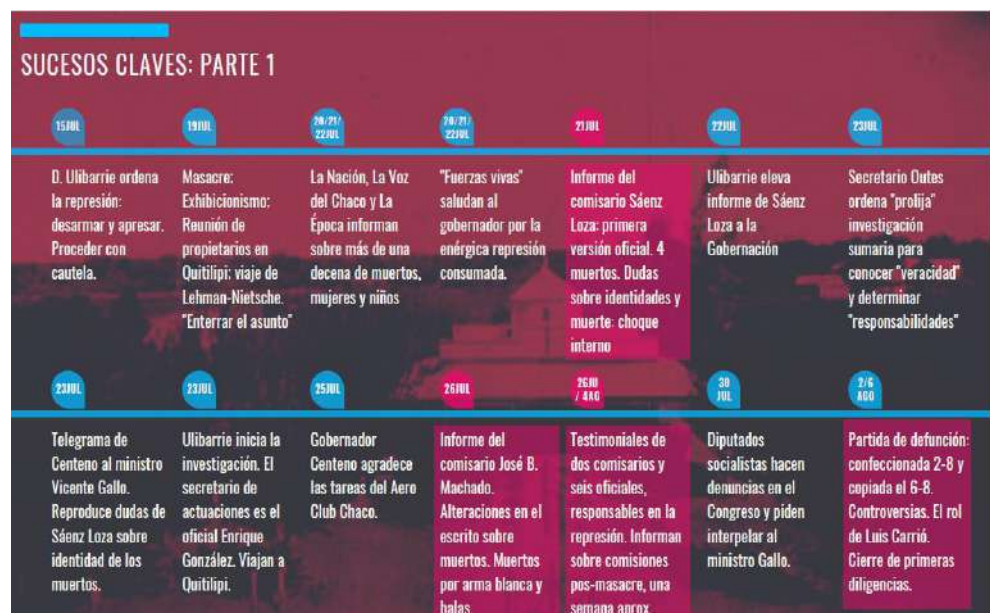 SUCESOS CLAVES: PARTE 1
15JUL
19JUL
20/21/
22JUL
20/21/
22JUL
21JUL
22JUL
23JUL
D. Ulibarrie ordena
la represión:
desarmar y apresar.
Proceder con
cautela.
Masacre:
Exhibicionismo:
Reunión de
propietarios en
Quitilipi: viaje de
Lehman-Nietsche.
"Enterrar el asunto"
La Nación, La Voz
del Chaco y La
Época informan
sobre más de una
decena de muertos,
mujeres y niños
"Fuerzas vivas"
saludan al
gobernador por la
enérgica represión
consumada.
Informe del
comisario Sáenz
Loza: primera
versión oficial. 4
muertos. Dudas
sobre identidades y
muerte: choque
interno
Ulibarrie eleva
informe de Sáenz
Loza a la
Gobernación
Secretario Outes
ordena "prolija"
investigación
sumaria para
conocer "veracidad"
y determinar
"responsabilidades"
23JUL
23JUL
25JUL
26JUL
26JU
/ 4AG
30
JUL
2/6
AGO
Telegrama de
Centeno al ministro
Vicente Gallo.
Reproduce dudas de
Sáenz Loza sobre
identidad de los
muertos.
Ulibarrie inicia la
investigación. El
secretario de
actuaciones es el
oficial Enrique
González. Viajan a
Quitilipi.
Gobernador
Centeno agradece
las tareas del Aero
Club Chaco.
Informe del
comisario José B.
Machado.
Alteraciones en el
escrito sobre
muertos. Muertos
por arma blanca y
balas
Testimoniales de
dos comisarios y
seis oficiales,
responsables en la
represión. Informan
sobre comisiones
pos-masacre, una
semana aprox
Diputados
socialistas hacen
denuncias en el
Congreso y piden
interpelar al
ministro Gallo.
Partida de defunción:
confeccionada 2-8 y
copiada el 6-8.
Controversias. El rol
de Luis Carrió.
Cierre de primeras
diligencias.